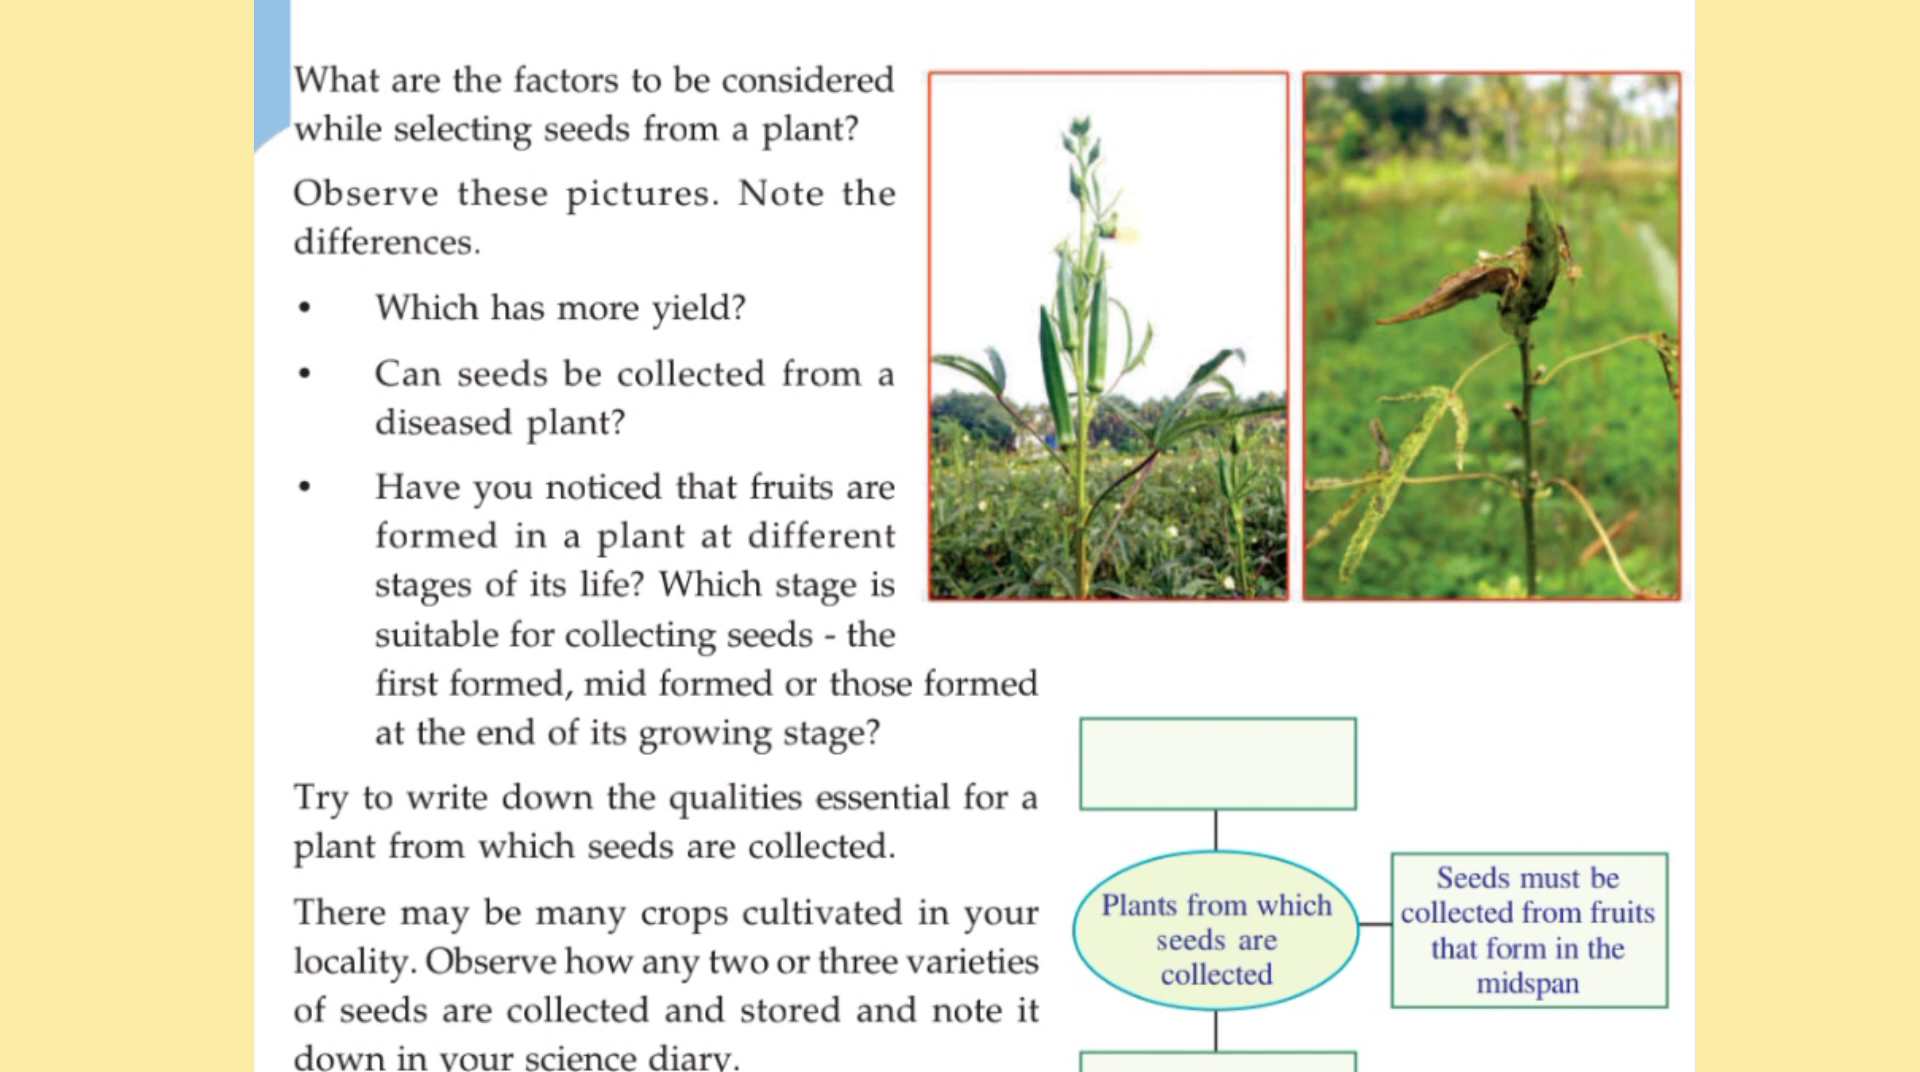 What are the factors to be considered
while selecting seeds from a plant?
Observe these pictures. Note the
differences.
• Which has more yield?
• Can seeds be collected from a
diseased plant?
• Have you noticed that fruits are
formed in a plant at different
stages of its life? Which stage is
suitable for collecting seeds - the
first formed, mid formed or those formed
at the end of its growing stage?
Try to write down the qualities essential for a
plant from which seeds are collected.
There may be many crops cultivated in your
locality. Observe how any two or three varieties
of seeds are collected and stored and note it
down in your science diary.
Plants from which
seeds are
collected
Seeds must be
collected from fruits
that form in the
midspan